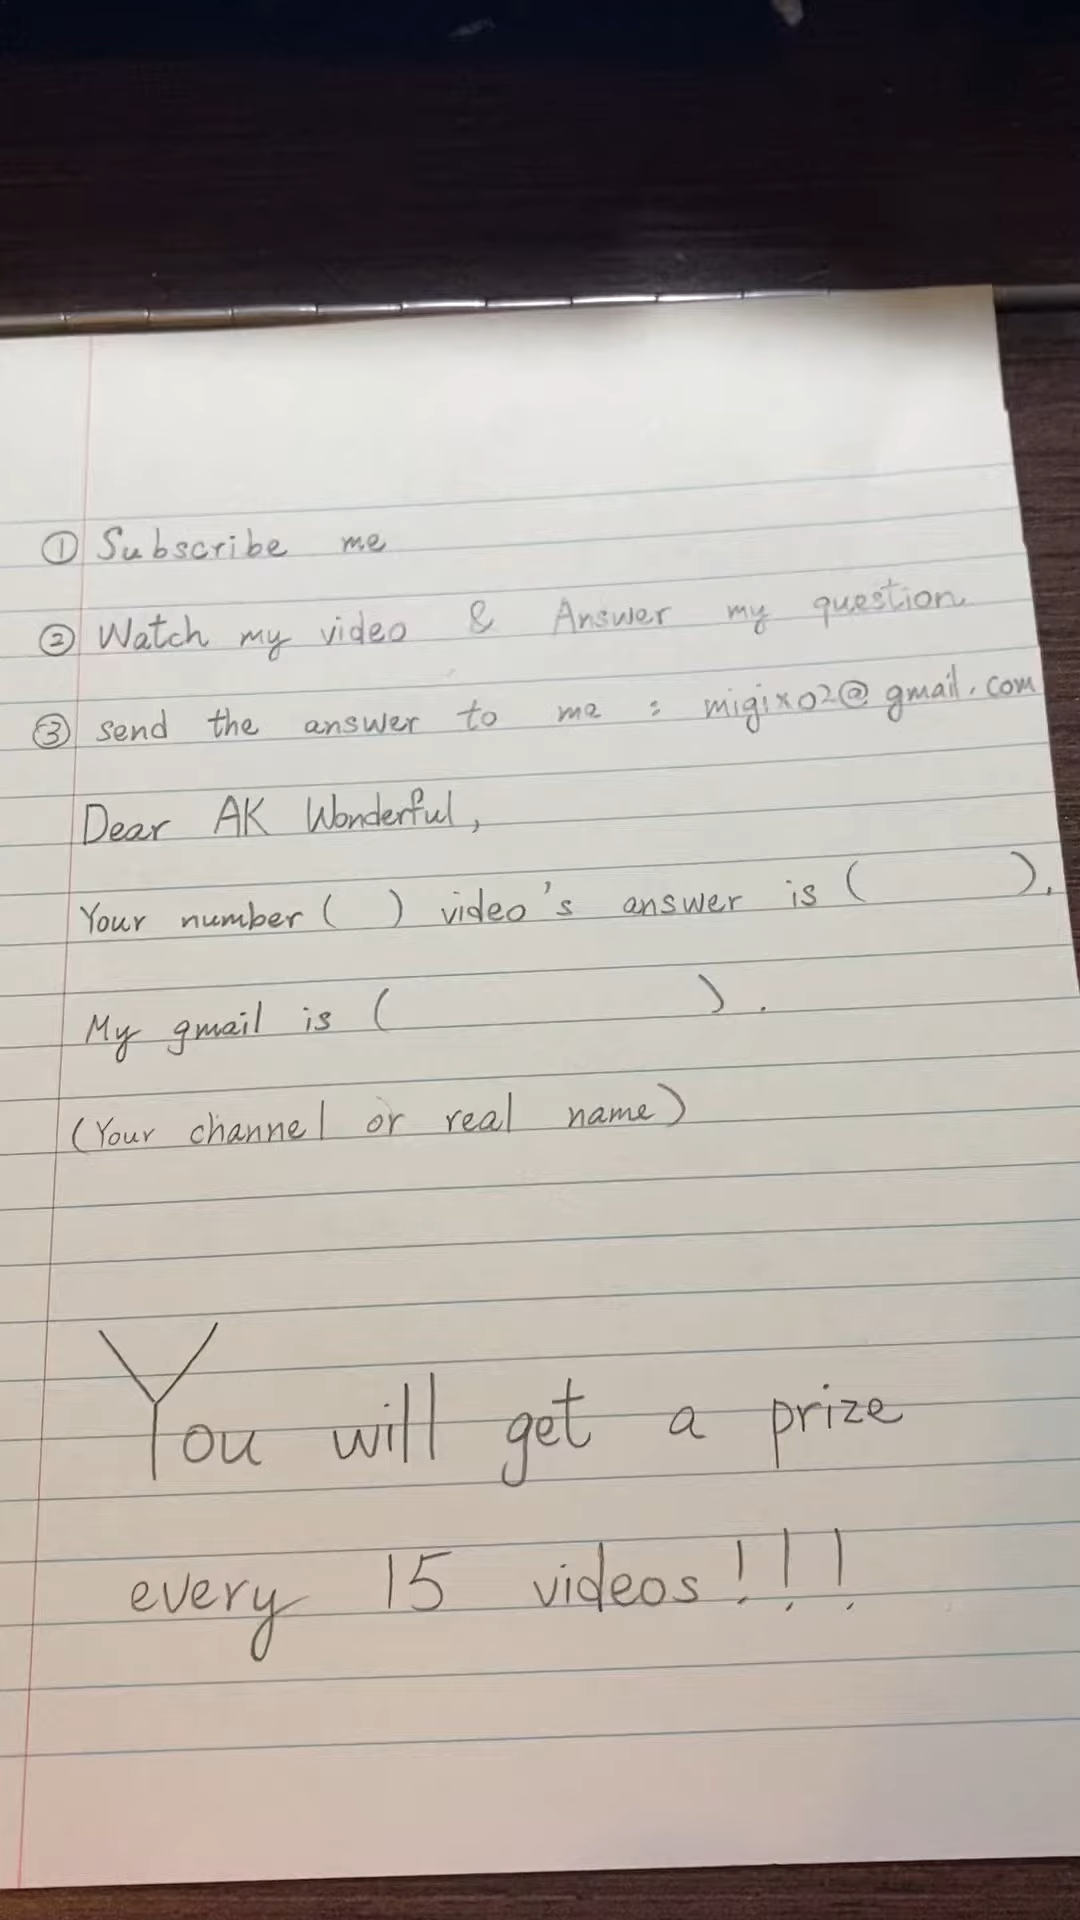 ① Subscribe me
② Watch my video & Answer my question
③ send the answer to me : migixo2@gmail.com
Dear AK Wonderful,
Your number ( ) video's answer is ( ).
My gmail is ( ).
(Your channel or real name)
You will get a prize
every 15 videos!!!